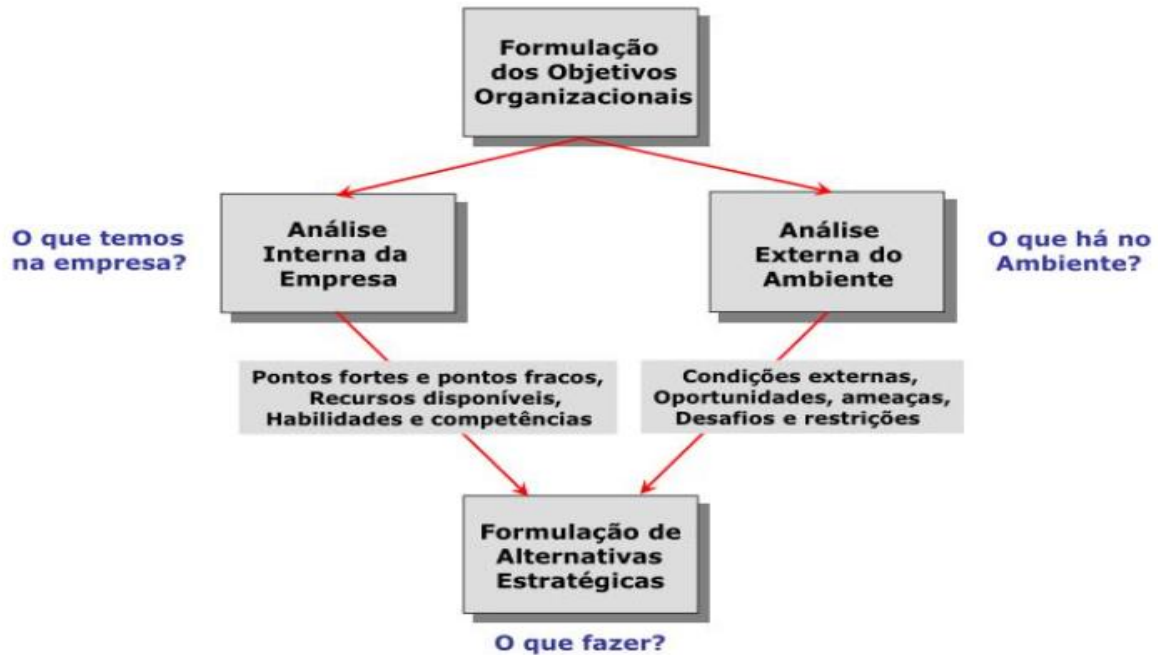 Formulação
dos Objetivos
Organizacionais
O que temos
na empresa?
Análise
Interna da
Empresa
Análise
Externa do
Ambiente
O que há no
Ambiente?
Pontos fortes e pontos fracos,
Recursos disponíveis,
Habilidades e competências
Condições externas,
Oportunidades, ameaças,
Desafios e restrições
Formulação de
Alternativas
Estratégicas
O que fazer?